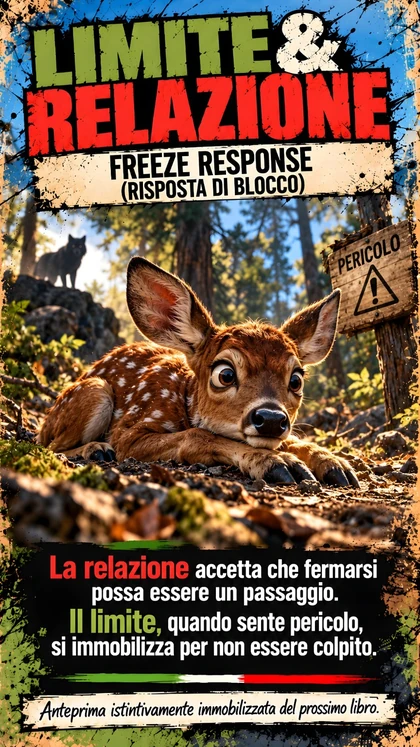 LIMITE &
RELAZIONE
FREEZE RESPONSE
(RISPOSTA DI BLOCCO)
PERICOLO
!
La relazione accetta che fermarsi
possa essere un passaggio.
Il limite, quando sente pericolo,
si immobilizza per non essere colpito.
Anteprima istintivamente immobilizzata del prossimo libro.